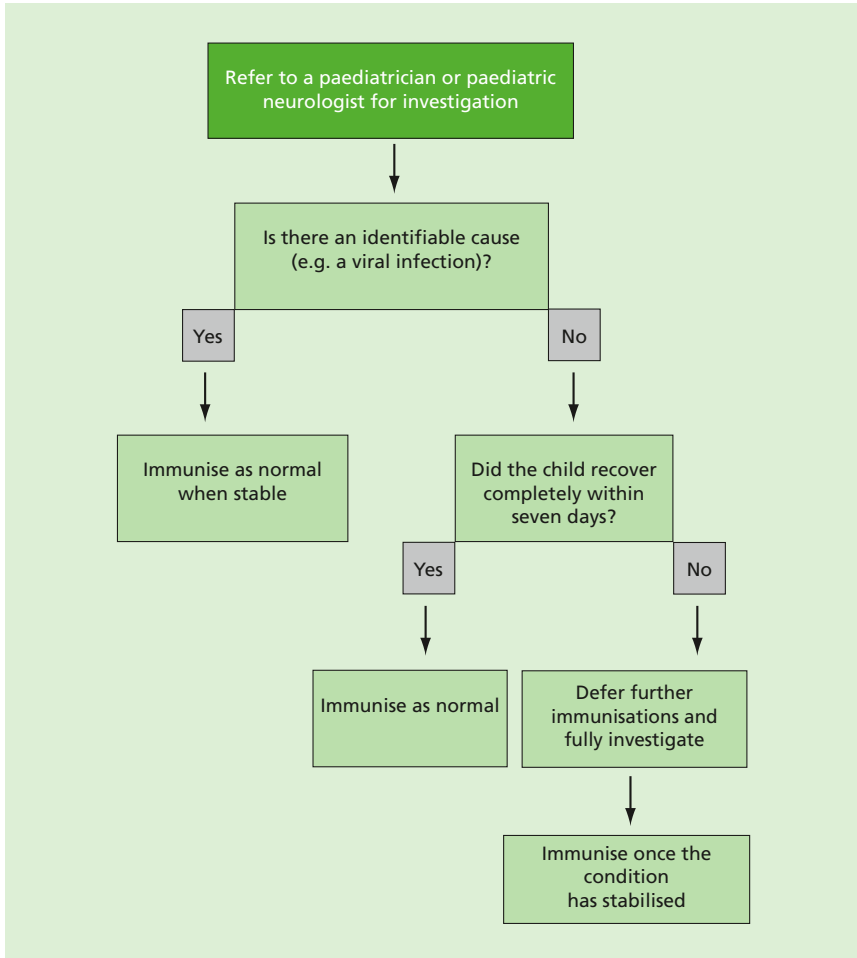 Refer to a paediatrician or paediatric
neurologist for investigation
Is there an identifiable cause
(e.g. a viral infection)?
Yes
No
Immunise as normal
when stable
Did the child recover
completely within
seven days?
Yes
No
Immunise as normal
Defer further
immunisations and
fully investigate
Immunise once the
condition
has stabilised